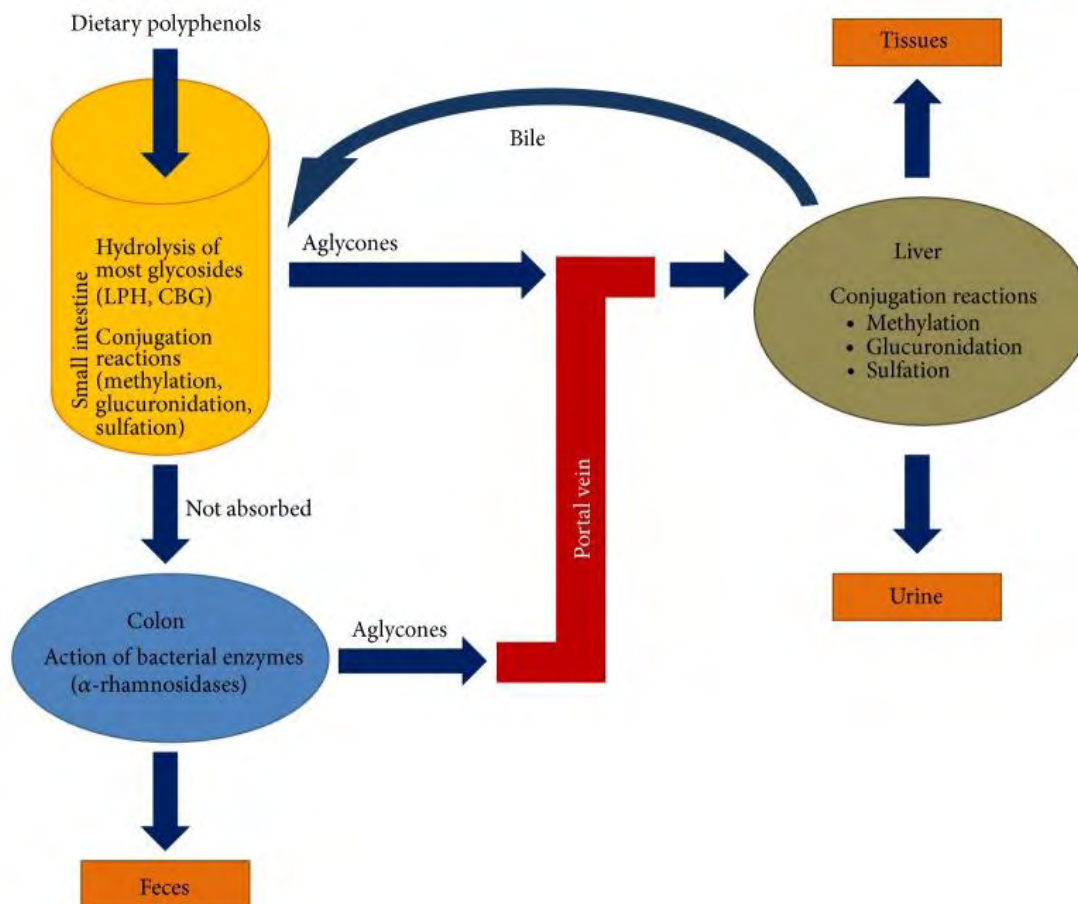 Dietary polyphenols
Tissues
Bile
Small intestine
Hydrolysis of
most glycosides
(LPH, CBG)
Conjugation
reactions
(methylation,
glucuronidation,
sulfation)
Aglycones
Liver
Conjugation reactions
• Methylation
• Glucuronidation
• Sulfation
Portal vein
Not absorbed
Colon
Action of bacterial enzymes
(α-rhamnosidases)
Aglycones
Urine
Feces